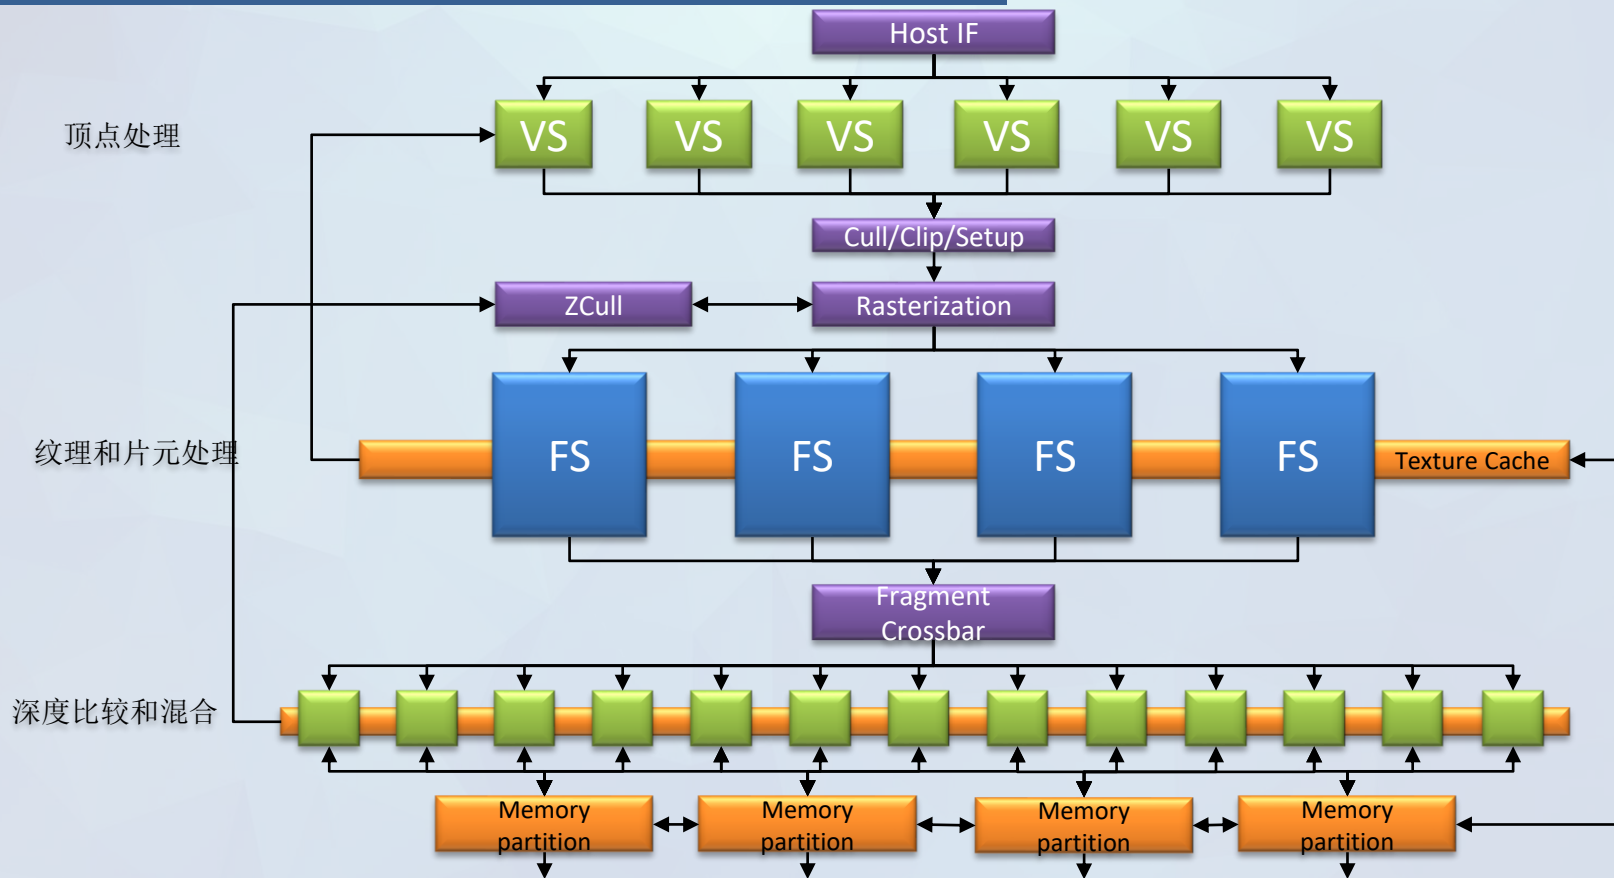 Host IF
顶点处理
VS VS VS VS VS VS
Cull/Clip/Setup
ZCull
Rasterization
纹理和片元处理
FS FS FS FS
Texture Cache
Fragment
Crossbar
深度比较和混合
Memory
partition
Memory
partition
Memory
partition
Memory
partition